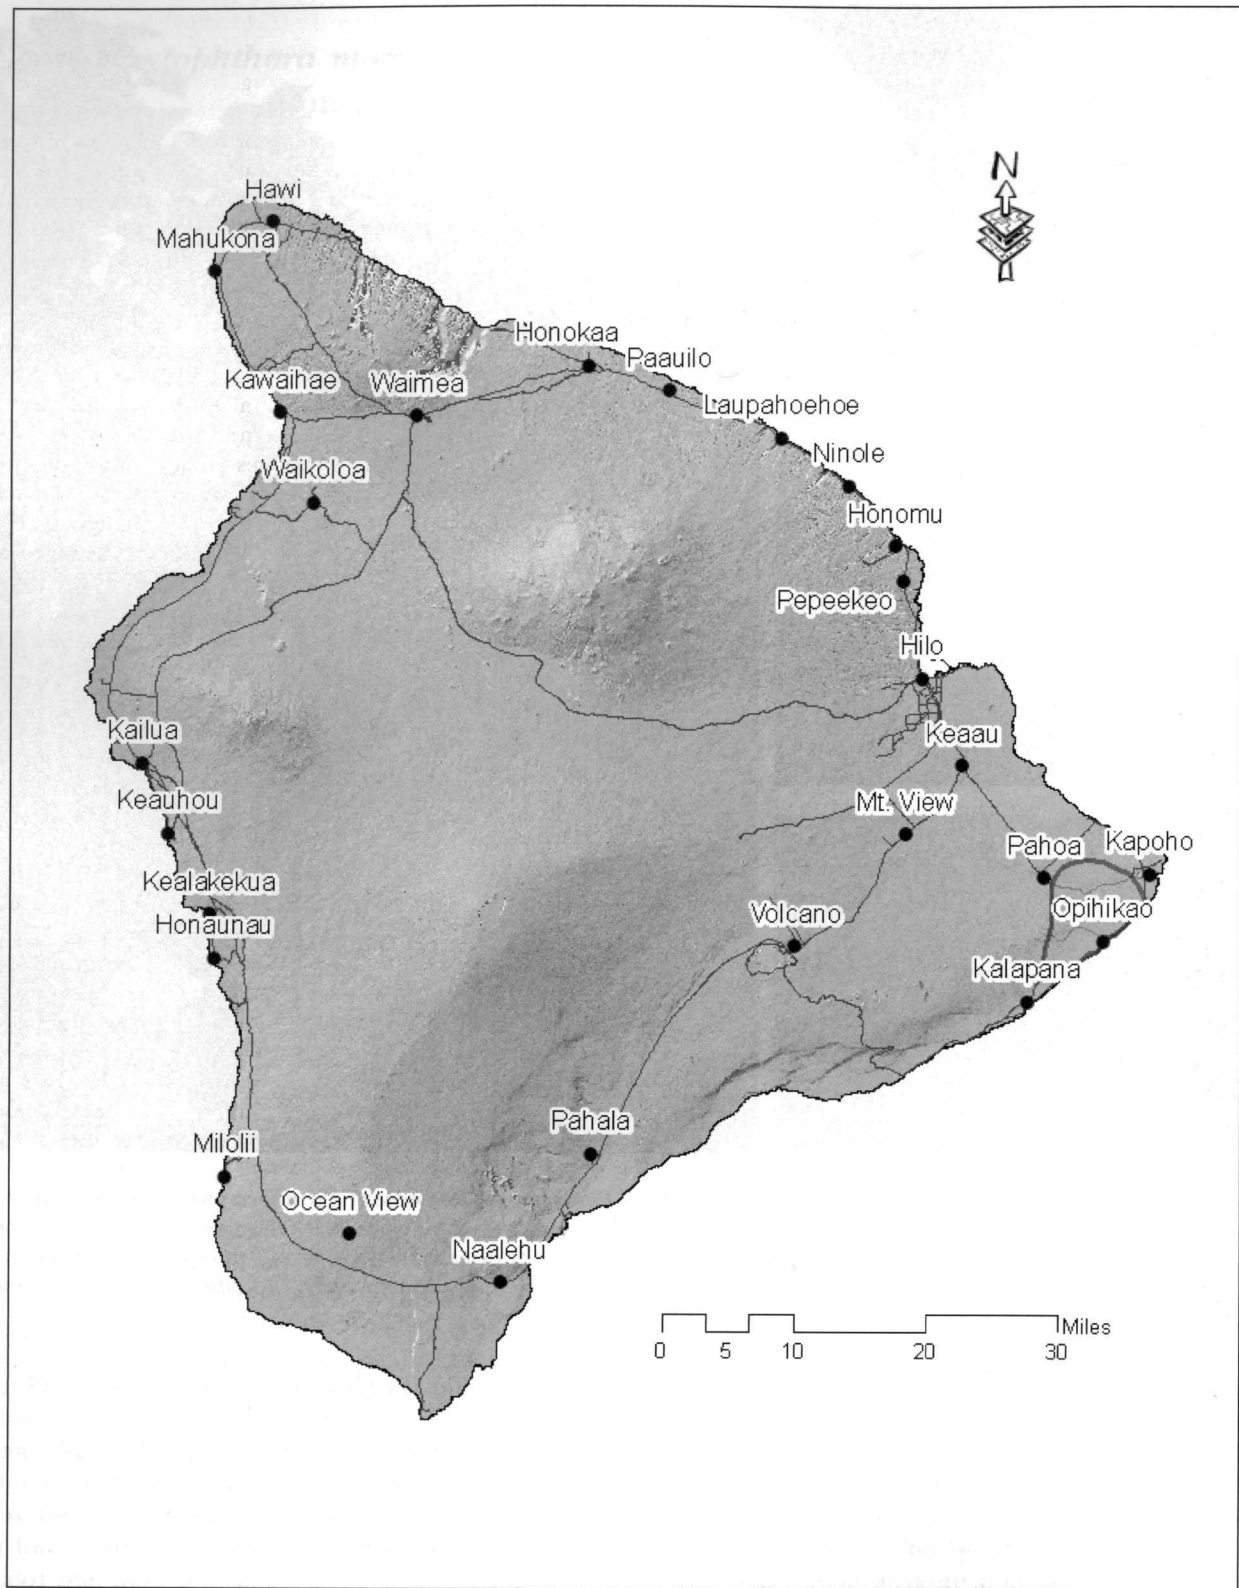 N
Hawi
Mahukona
Honokaa
Paauilo
Kawaihae
Waimea
Laupahoehoe
Ninole
Waikoloa
Honomu
Pepeekeo
Hilo
Kailua
Keaau
Keauhou
Mt. View
Pahoa
Kapoho
Kealakekua
Honaunau
Volcano
Opihikao
Kalapana
Pahala
Milolii
Ocean View
Naalehu
Miles
0 5 10 20 30